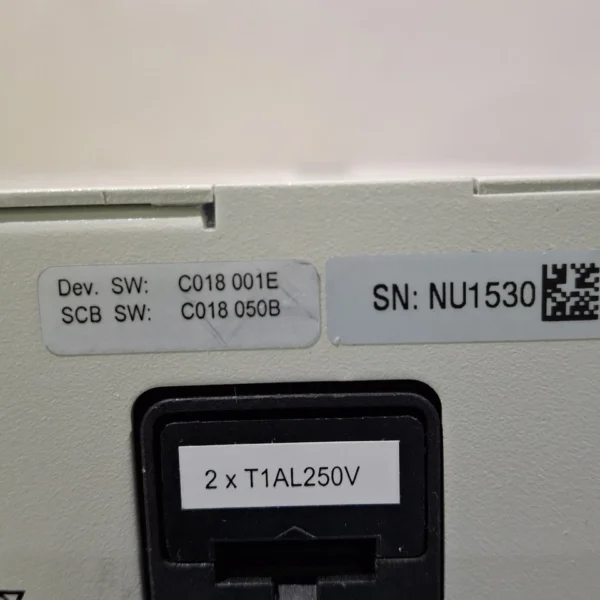 Dev. SW: C018 001E
SCB SW: C018 050B
SN: NU1530
2 x T1AL250V